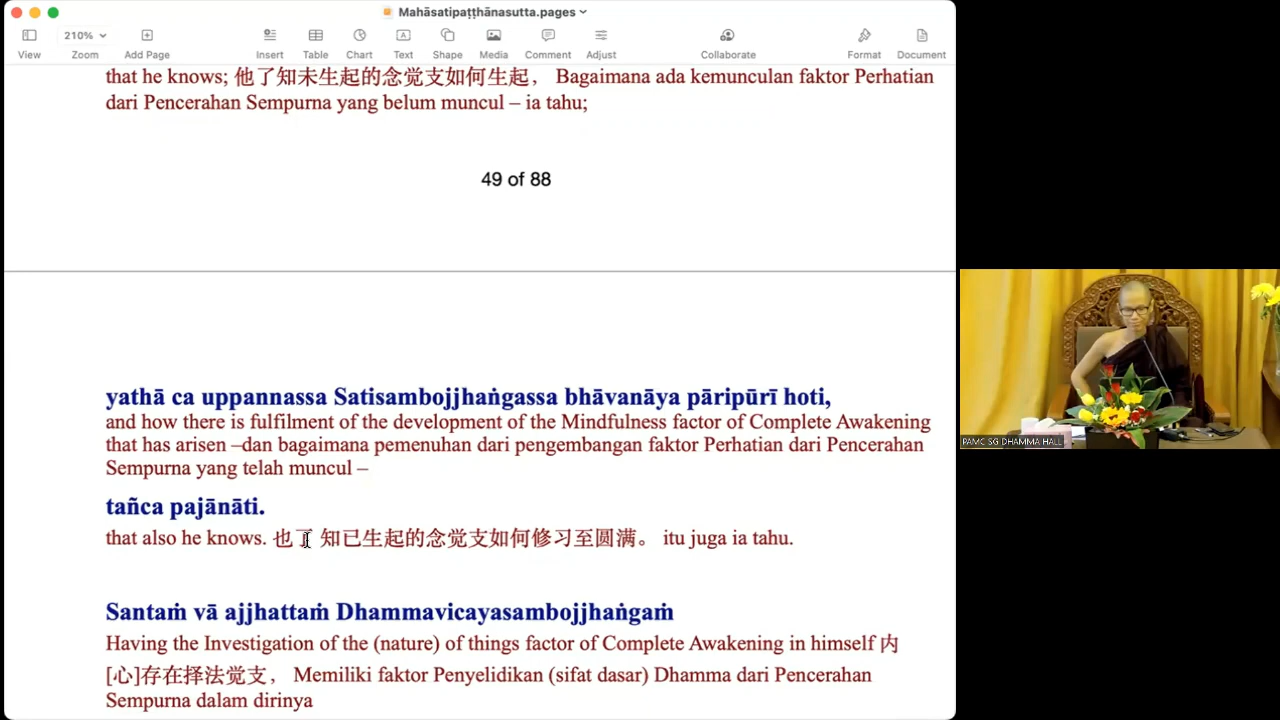 Mahāsatipaṭṭhānasutta.pages
210%
View
Zoom
Add Page
Insert
Table
Chart
Text
Shape
Media
Comment
Adjust
Collaborate
Format
Document
that he knows; 他了知未生起的念觉支如何生起， Bagaimana ada kemunculan faktor Perhatian
dari Pencerahan Sempurna yang belum muncul – ia tahu;
49 of 88
yathā ca uppannassa Satisambojjhaṅgassa bhāvanāya pāripūrī hoti,
and how there is fulfilment of the development of the Mindfulness factor of Complete Awakening
that has arisen –dan bagaimana pemenuhan dari pengembangan faktor Perhatian dari Pencerahan
Sempurna yang telah muncul –
tañca pajānāti.
that also he knows. 也了 知已生起的念觉支如何修习至圆满。 itu juga ia tahu.
Santaṁ vā ajjhattaṁ Dhammavicayasambojjhaṅgaṁ
Having the Investigation of the (nature) of things factor of Complete Awakening in himself 内
[心]存在择法觉支， Memiliki faktor Penyelidikan (sifat dasar) Dhamma dari Pencerahan
Sempurna dalam dirinya
PAMC SG DHAMMA HALL